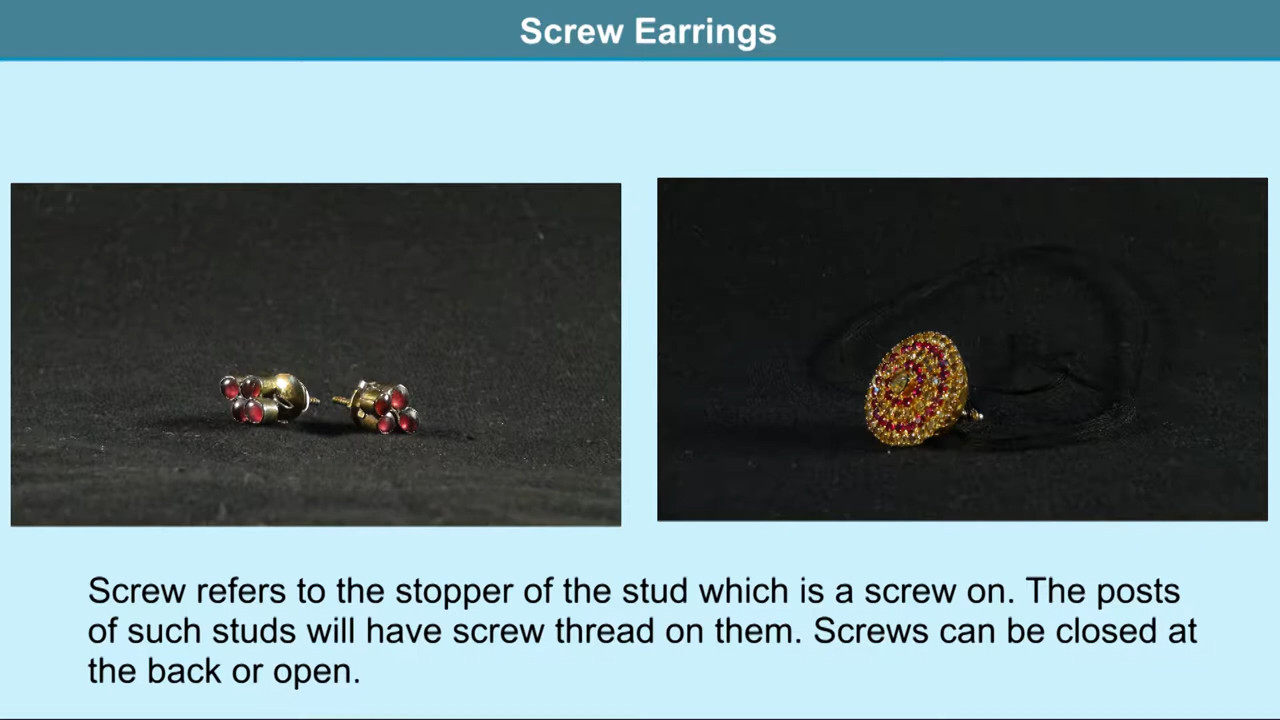 Screw Earrings
Screw refers to the stopper of the stud which is a screw on. The posts
of such studs will have screw thread on them. Screws can be closed at
the back or open.